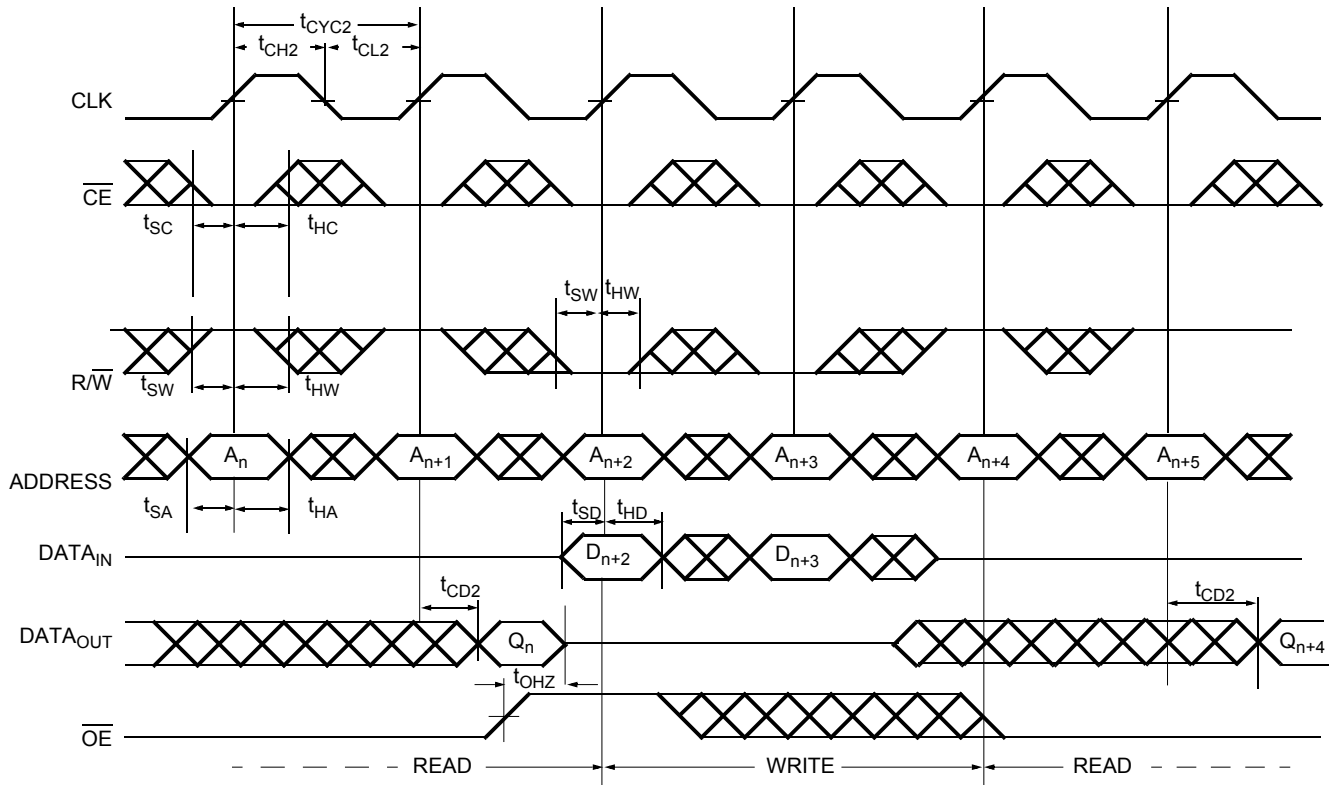 tCYC2
tCH2 tCL2
CLK
CE
tSC tHC
tSW tHW
R/W
tSW tHW
An An+1 An+2 An+3 An+4 An+5
ADDRESS
tSA tHA
tSD tHD
DATAIN
Dn+2 Dn+3
tCD2 tCD2
DATAOUT
Qn Qn+4
tOHZ
OE
READ WRITE READ